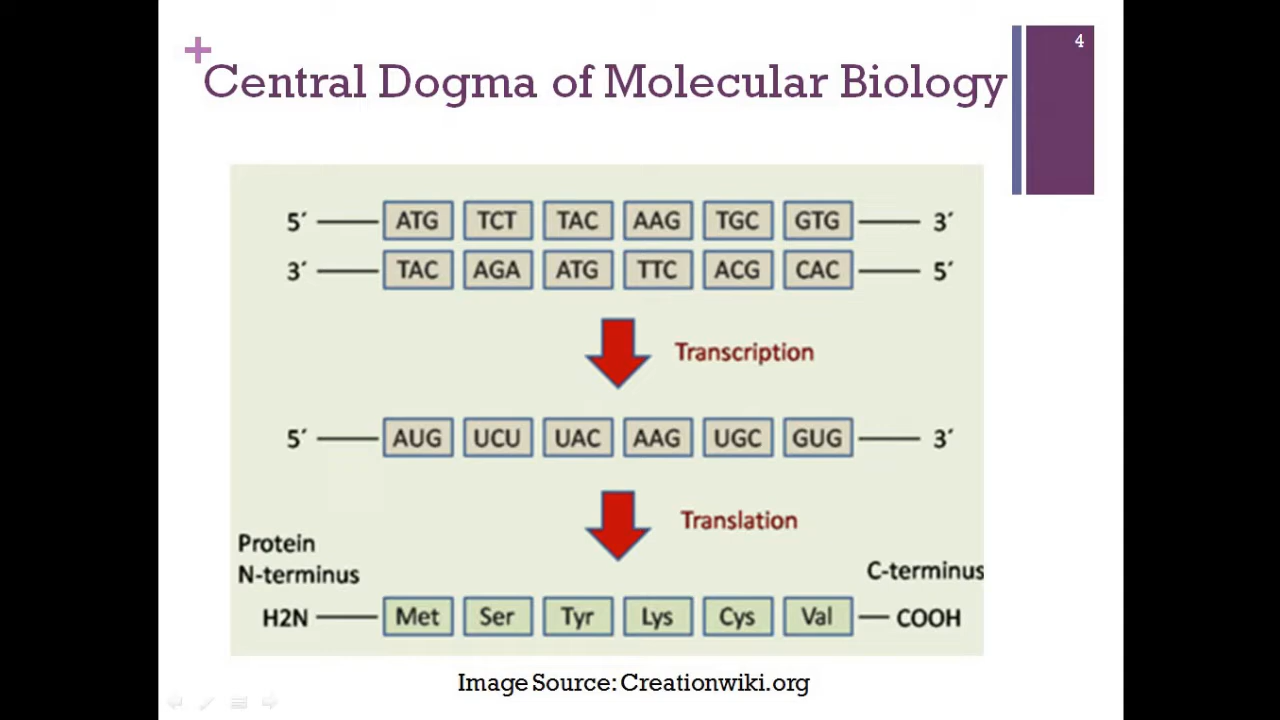 4
+
Central Dogma of Molecular Biology
5´ ATG TCT TAC AAG TGC GTG 3´
3´ TAC AGA ATG TTC ACG CAC 5´
Transcription
5´ AUG UCU UAC AAG UGC GUG 3´
Translation
Protein
N-terminus
C-terminus
H2N Met Ser Tyr Lys Cys Val COOH
Image Source: Creationwiki.org